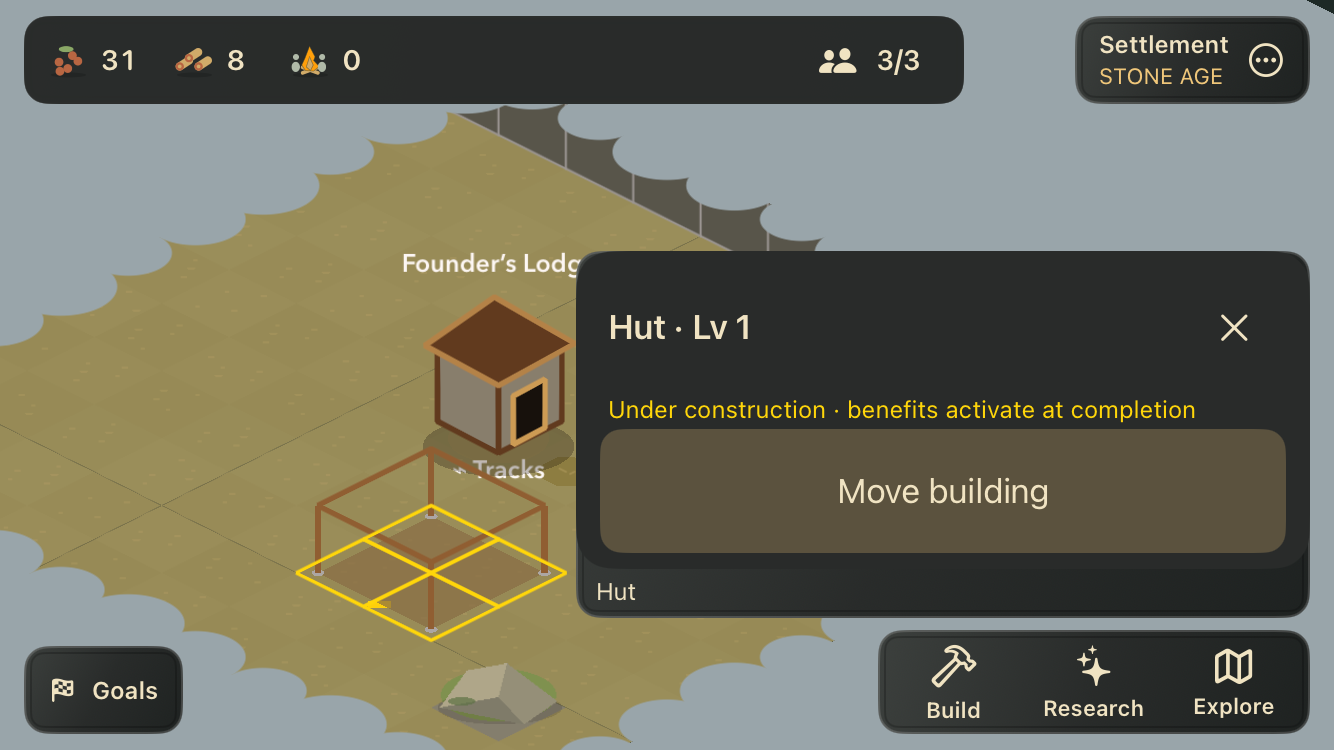 31 8 0 3/3
Settlement
STONE AGE
Founder's Lodg
Hut · Lv 1
Under construction · benefits activate at completion
Tracks
Move building
Hut
Goals
Build Research Explore